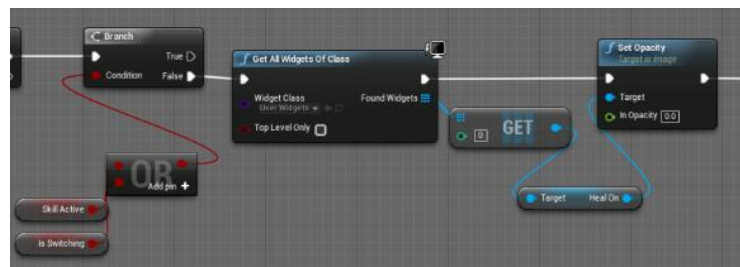 Branch
True
Condition
False
Get All Widgets Of Class
Widget Class
User Widgets
Found Widgets
Top Level Only
Set Opacity
Target is Image
Target
In Opacity 0.0
0
GET
OR
Add pin +
Skill Active
Is Switching
Target
Heal On